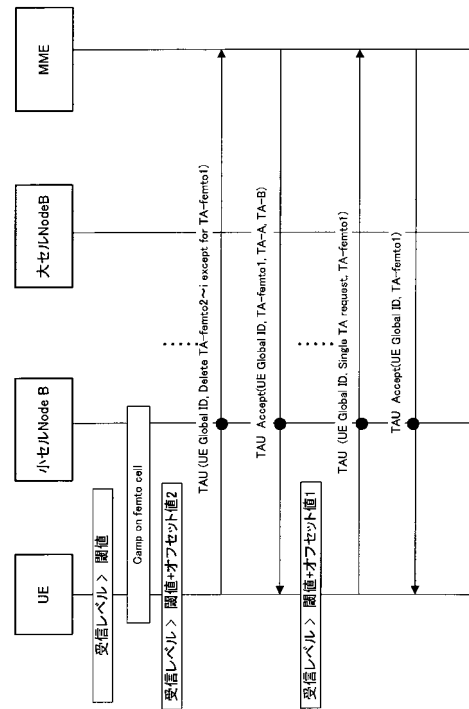 UE
小セルNode B
大セルNodeB
MME
受信レベル > 閾値
Camp on femto cell
受信レベル > 閾値+オフセット値2
TAU (UE Global ID, Delete TA-femto2～i except for TA-femto1)
TAU Accept(UE Global ID, TA-femto1, TA-A, TA-B)
受信レベル > 閾値+オフセット値1
TAU (UE Global ID, Single TA request, TA-femto1)
TAU Accept(UE Global ID, TA-femto1)